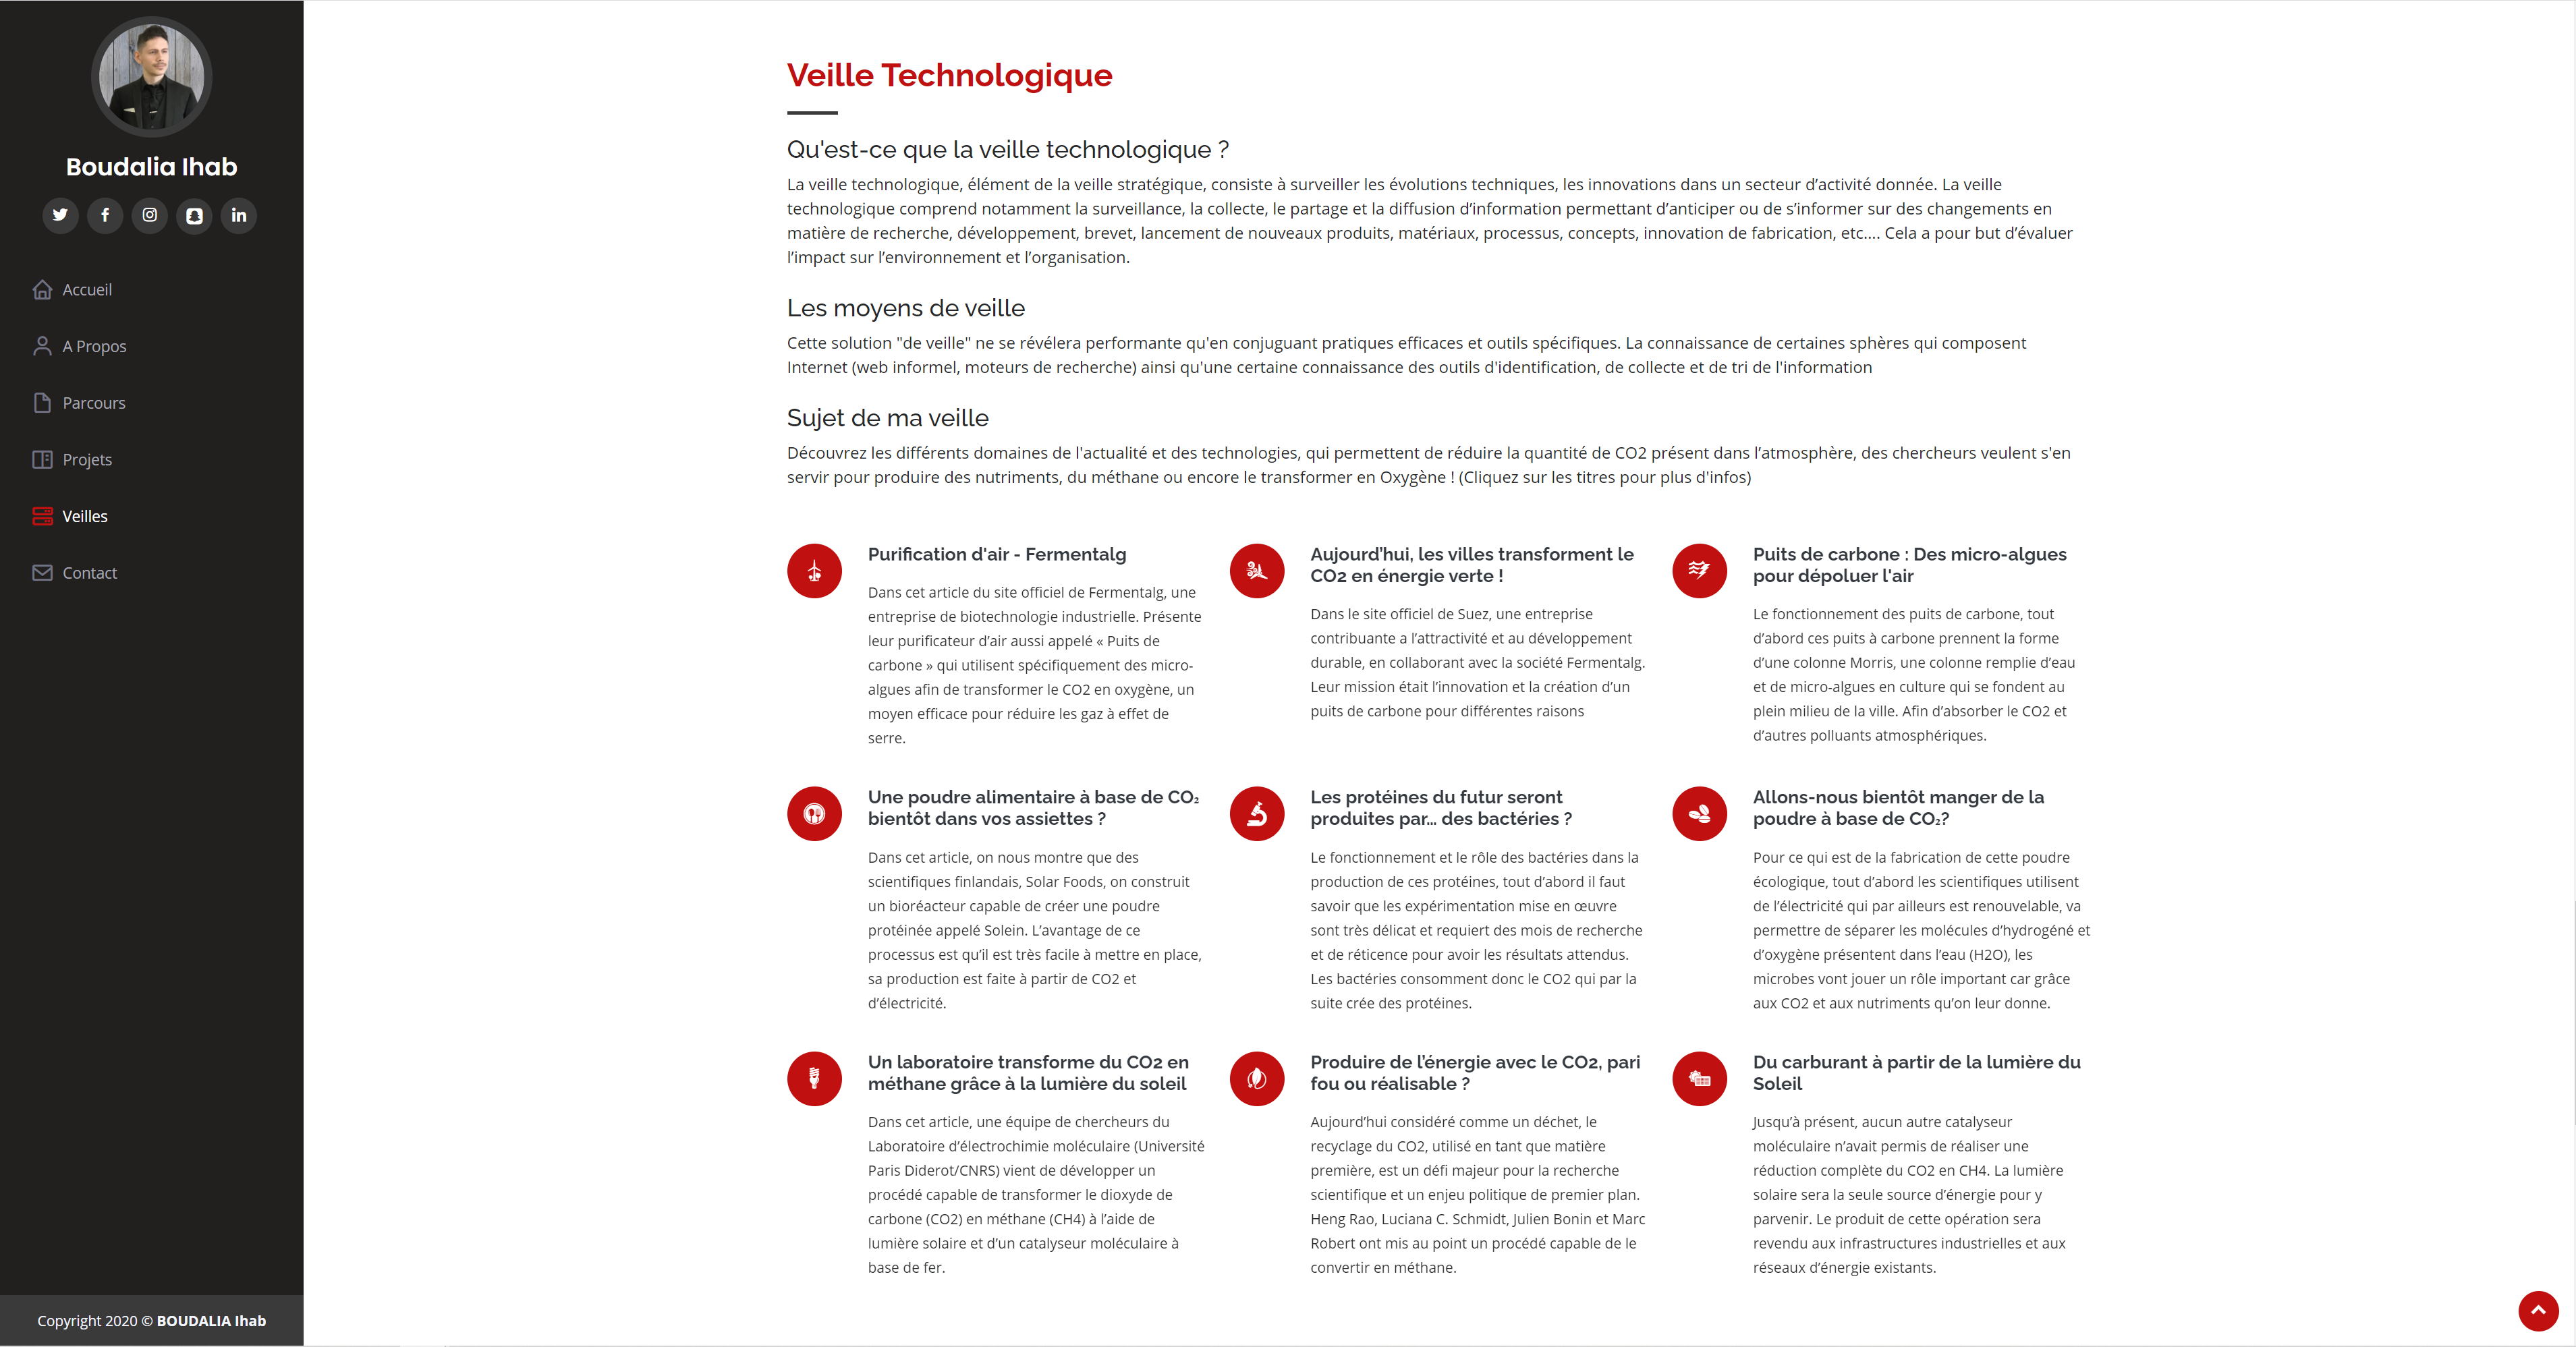 Boudalia Ihab
Accueil
A Propos
Parcours
Projets
Veilles
Contact
Copyright 2020 © BOUDALIA Ihab
Veille Technologique
Qu'est-ce que la veille technologique ?
La veille technologique, élément de la veille stratégique, consiste à surveiller les évolutions techniques, les innovations dans un secteur d’activité donnée. La veille
technologique comprend notamment la surveillance, la collecte, le partage et la diffusion d’information permettant d’anticiper ou de s’informer sur des changements en
matière de recherche, développement, brevet, lancement de nouveaux produits, matériaux, processus, concepts, innovation de fabrication, etc.... Cela a pour but d’évaluer
l’impact sur l’environnement et l’organisation.
Les moyens de veille
Cette solution "de veille" ne se révélera performante qu'en conjuguant pratiques efficaces et outils spécifiques. La connaissance de certaines sphères qui composent
Internet (web informel, moteurs de recherche) ainsi qu'une certaine connaissance des outils d'identification, de collecte et de tri de l'information
Sujet de ma veille
Découvrez les différents domaines de l'actualité et des technologies, qui permettent de réduire la quantité de CO2 présent dans l’atmosphère, des chercheurs veulent s'en
servir pour produire des nutriments, du méthane ou encore le transformer en Oxygène ! (Cliquez sur les titres pour plus d'infos)
Purification d'air - Fermentalg
Dans cet article du site officiel de Fermentalg, une
entreprise de biotechnologie industrielle. Présente
leur purificateur d’air aussi appelé « Puits de
carbone » qui utilisent spécifiquement des micro-
algues afin de transformer le CO2 en oxygène, un
moyen efficace pour réduire les gaz à effet de
serre.
Aujourd’hui, les villes transforment le
CO2 en énergie verte !
Dans le site officiel de Suez, une entreprise
contribuante a l’attractivité et au développement
durable, en collaborant avec la société Fermentalg.
Leur mission était l’innovation et la création d’un
puits de carbone pour différentes raisons
Puits de carbone : Des micro-algues
pour dépoluer l'air
Le fonctionnement des puits de carbone, tout
d’abord ces puits à carbone prennent la forme
d’une colonne Morris, une colonne remplie d’eau
et de micro-algues en culture qui se fondent au
plein milieu de la ville. Afin d’absorber le CO2 et
d’autres polluants atmosphériques.
Une poudre alimentaire à base de CO₂
bientôt dans vos assiettes ?
Dans cet article, on nous montre que des
scientifiques finlandais, Solar Foods, on construit
un bioréacteur capable de créer une poudre
protéinée appelé Solein. L’avantage de ce
processus est qu’il est très facile à mettre en place,
sa production est faite à partir de CO2 et
d’électricité.
Les protéines du futur seront
produites par… des bactéries ?
Le fonctionnement et le rôle des bactéries dans la
production de ces protéines, tout d’abord il faut
savoir que les expérimentation mise en œuvre
sont très délicat et requiert des mois de recherche
et de réticence pour avoir les résultats attendus.
Les bactéries consomment donc le CO2 qui par la
suite crée des protéines.
Allons-nous bientôt manger de la
poudre à base de CO₂?
Pour ce qui est de la fabrication de cette poudre
écologique, tout d’abord les scientifiques utilisent
de l’électricité qui par ailleurs est renouvelable, va
permettre de séparer les molécules d’hydrogéné et
d’oxygène présentent dans l’eau (H2O), les
microbes vont jouer un rôle important car grâce
aux CO2 et aux nutriments qu’on leur donne.
Un laboratoire transforme du CO2 en
méthane grâce à la lumière du soleil
Dans cet article, une équipe de chercheurs du
Laboratoire d’électrochimie moléculaire (Université
Paris Diderot/CNRS) vient de développer un
procédé capable de transformer le dioxyde de
carbone (CO2) en méthane (CH4) à l’aide de
lumière solaire et d’un catalyseur moléculaire à
base de fer.
Produire de l’énergie avec le CO2, pari
fou ou réalisable ?
Aujourd’hui considéré comme un déchet, le
recyclage du CO2, utilisé en tant que matière
première, est un défi majeur pour la recherche
scientifique et un enjeu politique de premier plan.
Heng Rao, Luciana C. Schmidt, Julien Bonin et Marc
Robert ont mis au point un procédé capable de le
convertir en méthane.
Du carburant à partir de la lumière du
Soleil
Jusqu’à présent, aucun autre catalyseur
moléculaire n’avait permis de réaliser une
réduction complète du CO2 en CH4. La lumière
solaire sera la seule source d’énergie pour y
parvenir. Le produit de cette opération sera
revendu aux infrastructures industrielles et aux
réseaux d’énergie existants.